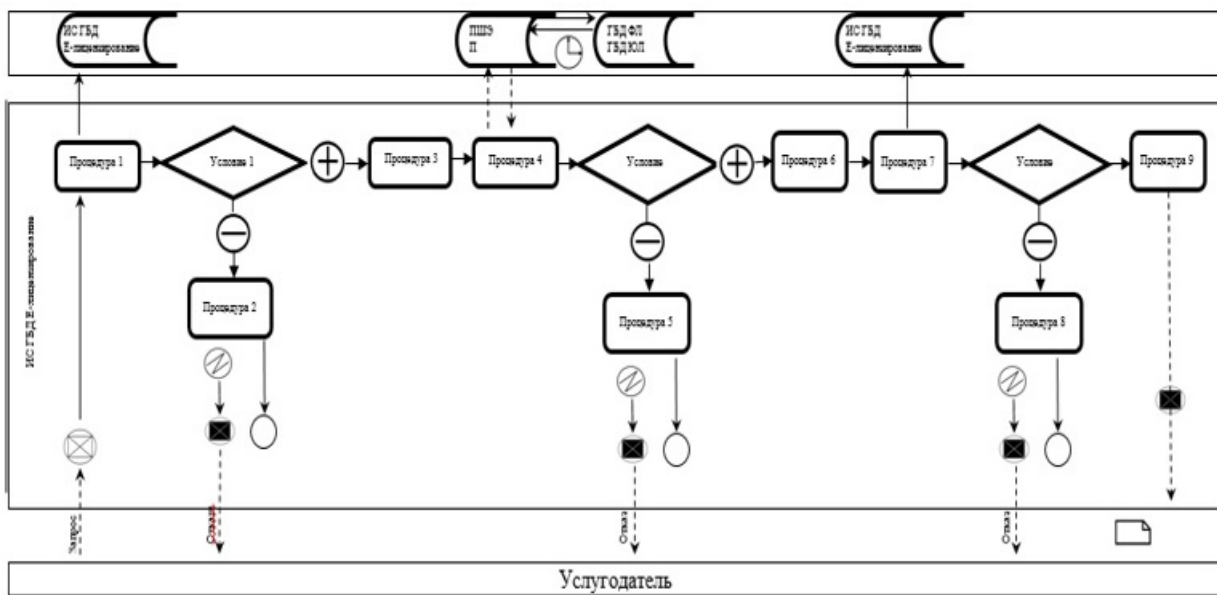 ИС ГБД
Е-лицензирование
ПШЭ
П
ГБД ФЛ
ГБД ЮЛ
ИС ГБД
Е-лицензирование
Процедура 1
Условие 1
Процедура 3
Процедура 4
Условие
Процедура 6
Процедура 7
Условие
Процедура 9
ИС ГБД Е-лицензирование
Процедура 2
Процедура 5
Процедура 8
Запрос
Отказ
Отказ
Отказ
Услугодатель